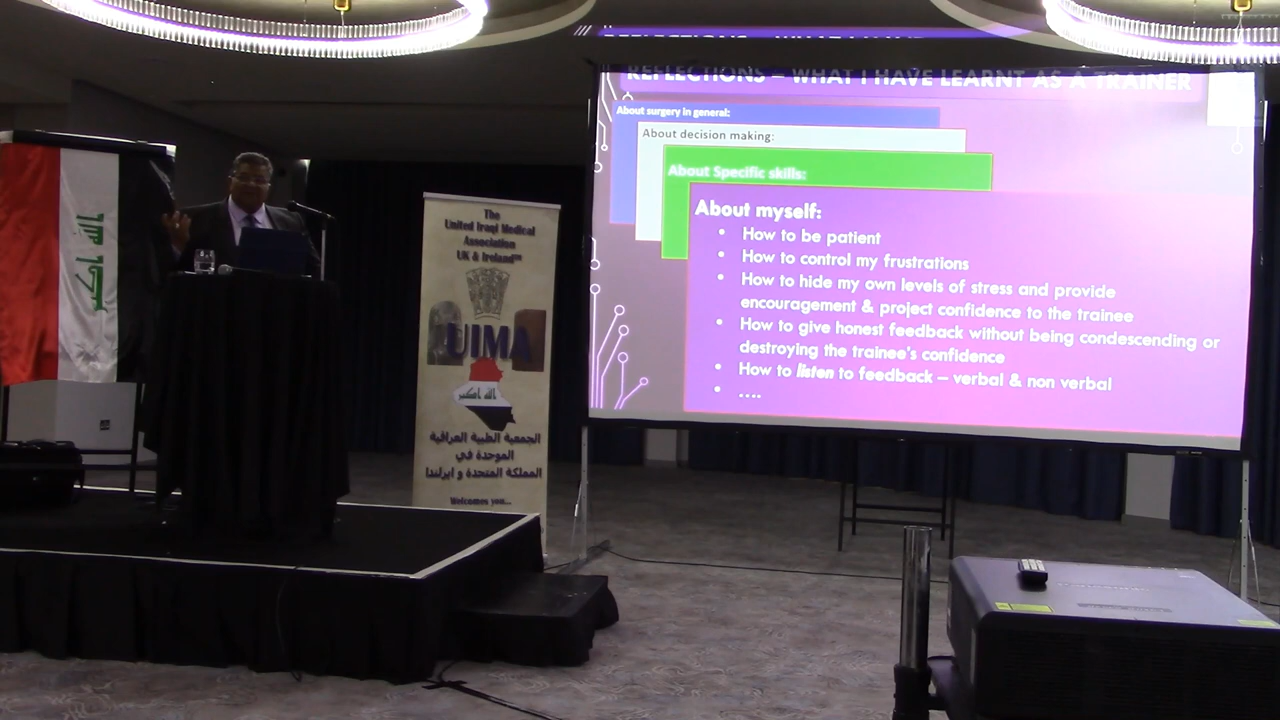 REFLECTIONS – WHAT I HAVE LEARNT AS A TRAINER
About surgery in general:
About decision making:
About Specific skills:
About myself:
• How to be patient
• How to control my frustrations
• How to hide my own levels of stress and provide
encouragement & project confidence to the trainee
• How to give honest feedback without being condescending or
destroying the trainee's confidence
• How to listen to feedback – verbal & non verbal
• ....
The
United Iraqi Medical
Association
UK & Ireland™
UIMA
الله اكبر
الجمعية الطبية العراقية
الموحدة في
المملكة المتحدة و ايرلندا
Welcomes you...
الله اكبر